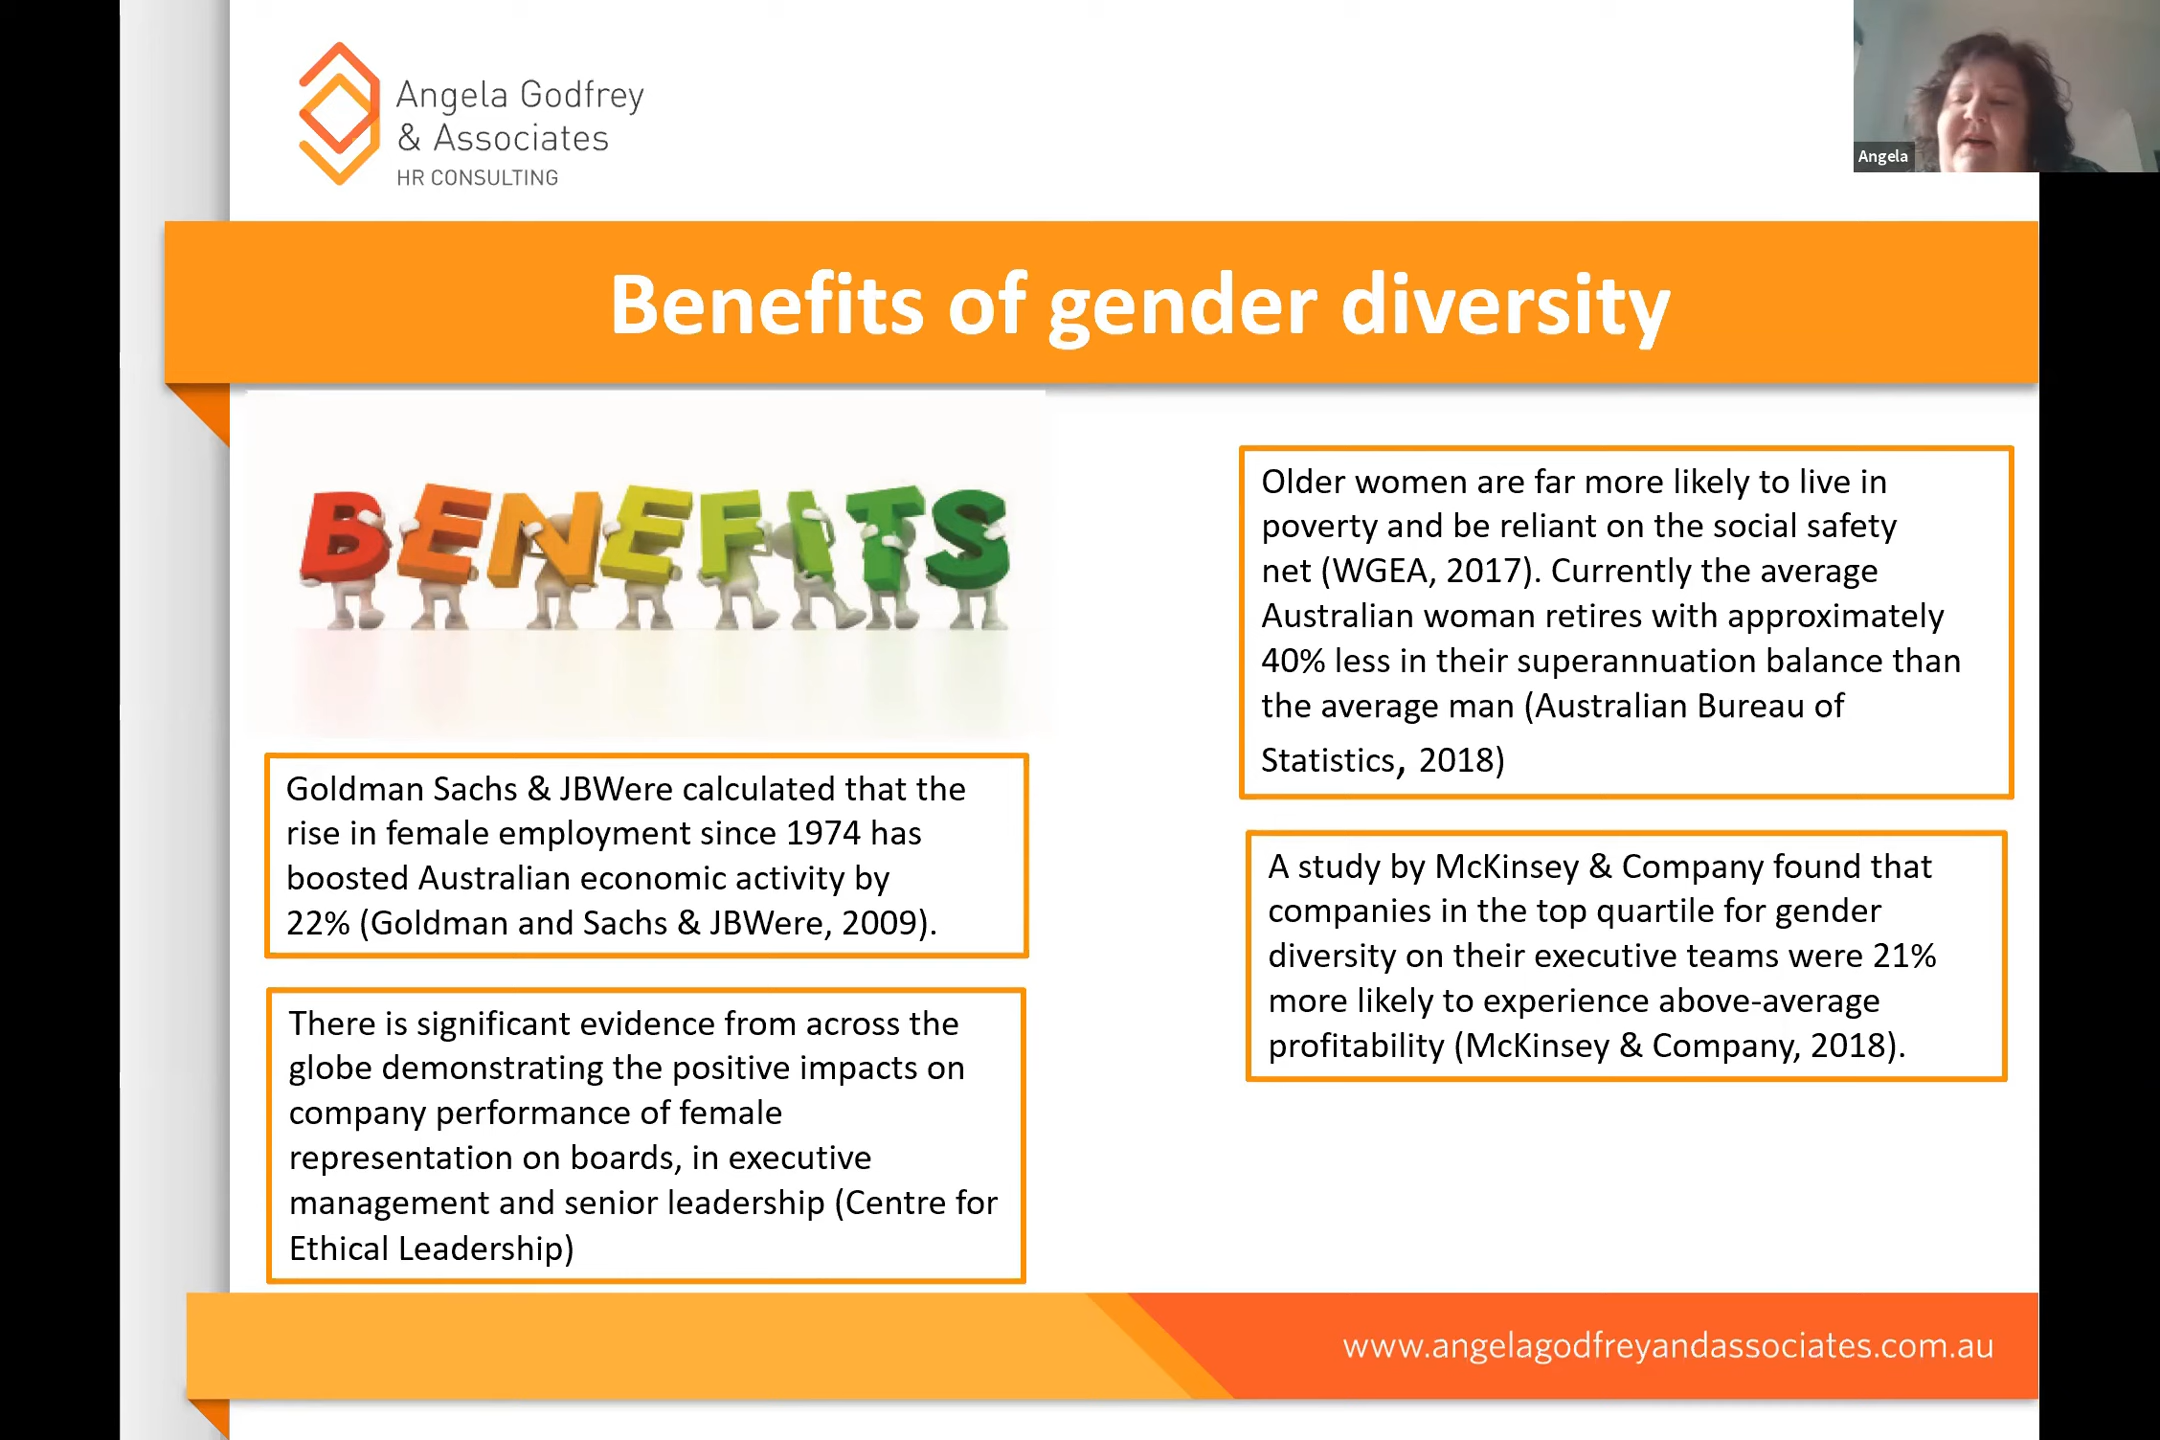 Angela Godfrey
& Associates
HR CONSULTING
Angela
Benefits of gender diversity
BENEFITS
Goldman Sachs & JBWere calculated that the
rise in female employment since 1974 has
boosted Australian economic activity by
22% (Goldman and Sachs & JBWere, 2009).
There is significant evidence from across the
globe demonstrating the positive impacts on
company performance of female
representation on boards, in executive
management and senior leadership (Centre for
Ethical Leadership)
Older women are far more likely to live in
poverty and be reliant on the social safety
net (WGEA, 2017). Currently the average
Australian woman retires with approximately
40% less in their superannuation balance than
the average man (Australian Bureau of
Statistics, 2018)
A study by McKinsey & Company found that
companies in the top quartile for gender
diversity on their executive teams were 21%
more likely to experience above-average
profitability (McKinsey & Company, 2018).
www.angelagodfreyandassociates.com.au